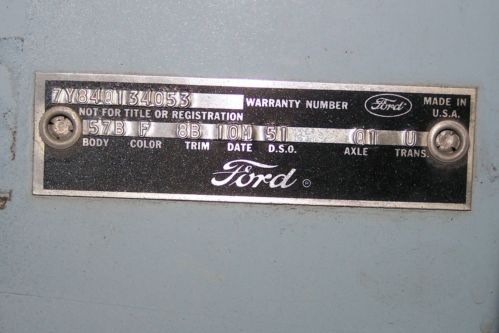 7Y84Q134053 WARRANTY NUMBER Ford MADE IN U.S.A.
NOT FOR TITLE OR REGISTRATION
57B F 8B 10M 51 Q1 U
BODY COLOR TRIM DATE D.S.O. AXLE TRANS.
Ford